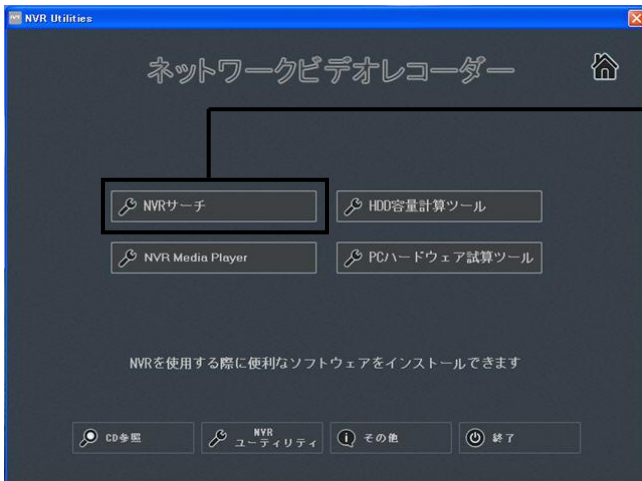 NVR Utilities
ネットワークビデオレコーダー
NVRサーチ
HDD容量計算ツール
NVR Media Player
PCハードウェア試算ツール
NVRを使用する際に便利なソフトウェアをインストールできます
CD参照
NVR
ユーティリティ
その他
終了